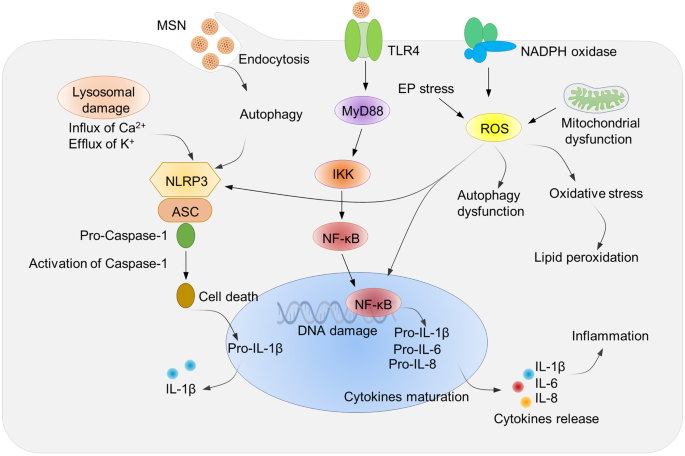 MSN
Endocytosis
TLR4
NADPH oxidase
Lysosomal
damage
Influx of Ca²⁺
Efflux of K⁺
Autophagy
MyD88
EP stress
ROS
Mitochondrial
dysfunction
NLRP3
ASC
IKK
Autophagy
dysfunction
Oxidative stress
Pro-Caspase-1
NF-κB
Lipid peroxidation
Activation of Caspase-1
Cell death
NF-κB
DNA damage
Pro-IL-1β
Pro-IL-6
Pro-IL-8
Pro-IL-1β
Inflammation
IL-1β
Cytokines maturation
IL-1β
IL-6
IL-8
Cytokines release